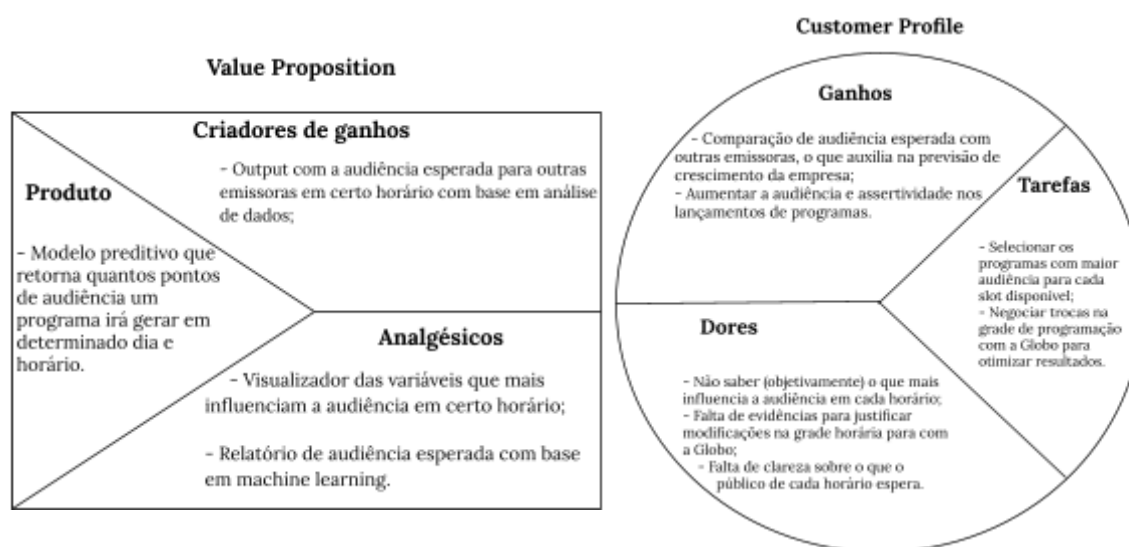 Value Proposition
Criadores de ganhos
- Output com a audiência esperada para outras
emissoras em certo horário com base em análise
de dados;
Produto
- Modelo preditivo que
retorna quantos pontos
de audiência um
programa irá gerar em
determinado dia e
horário.
Analgésicos
- Visualizador das variáveis que mais
influenciam a audiência em certo horário;
- Relatório de audiência esperada com base
em machine learning.
Customer Profile
Ganhos
- Comparação de audiência esperada com
outras emissoras, o que auxilia na previsão de
crescimento da empresa;
- Aumentar a audiência e assertividade nos
lançamentos de programas.
Tarefas
- Selecionar os
programas com maior
audiência para cada
slot disponível;
- Negociar trocas na
grade de programação
com a Globo para
otimizar resultados.
Dores
- Não saber (objetivamente) o que mais
influencia a audiência em cada horário;
- Falta de evidências para justificar
modificações na grade horária para com
a Globo;
- Falta de clareza sobre o que o
público de cada horário espera.